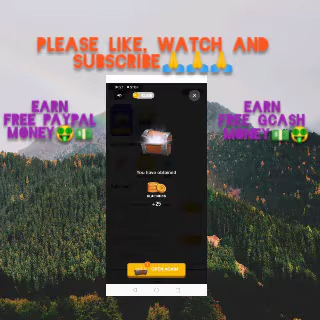 PLEASE LIKE, WATCH AND
SUBSCRIBE🙏🙏🙏
EARN
FREE PAYPAL
MONEY🤑💵
EARN
FREE GCASH
MONEY💵🤑
You have obtained
+25